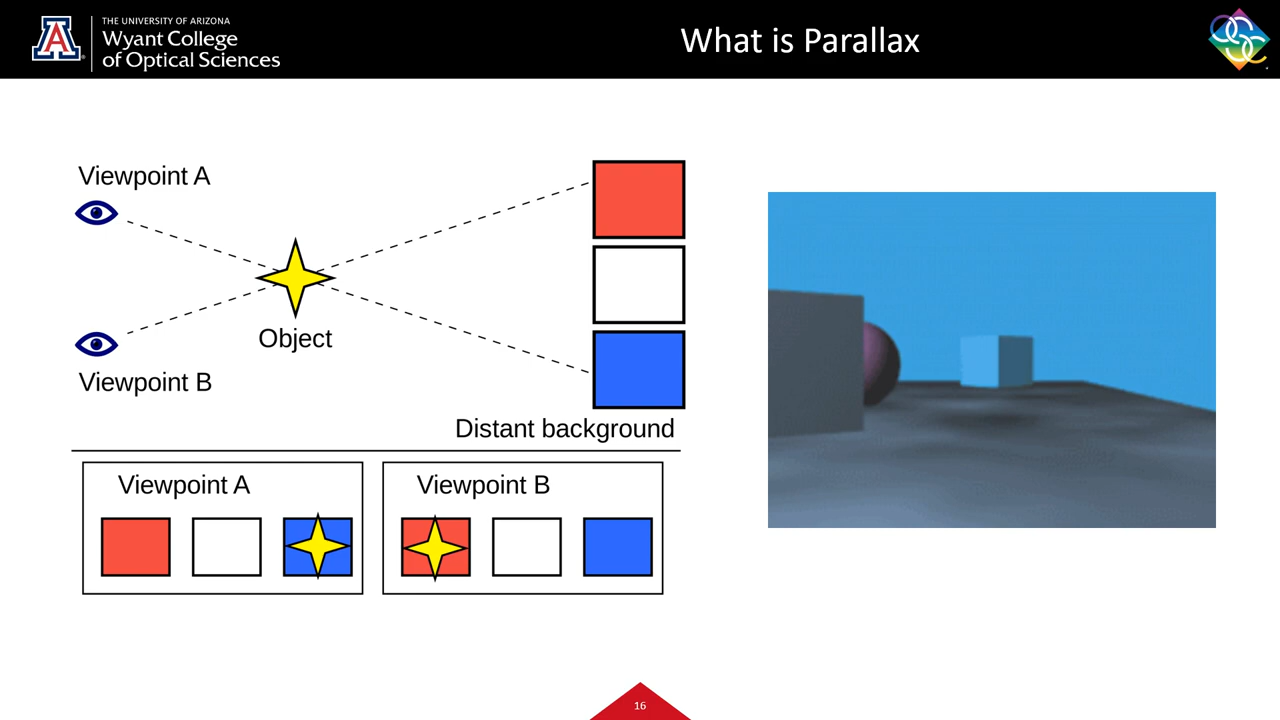 THE UNIVERSITY OF ARIZONA
Wyant College
of Optical Sciences
What is Parallax
Viewpoint A
Object
Viewpoint B
Distant background
Viewpoint A
Viewpoint B
16